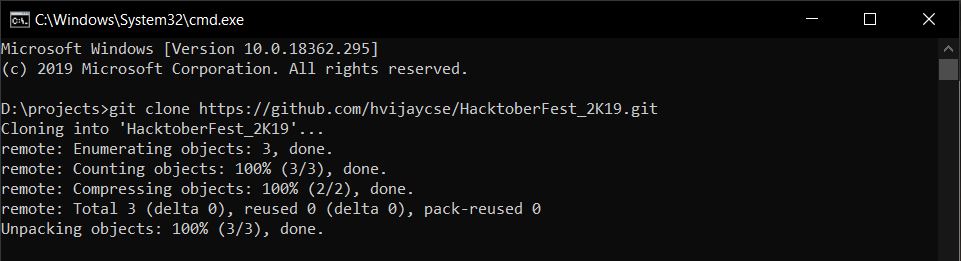 C:\Windows\System32\cmd.exe
Microsoft Windows [Version 10.0.18362.295]
(c) 2019 Microsoft Corporation. All rights reserved.
D:\projects>git clone https://github.com/hvijaycse/HacktoberFest_2K19.git
Cloning into 'HacktoberFest_2K19'...
remote: Enumerating objects: 3, done.
remote: Counting objects: 100% (3/3), done.
remote: Compressing objects: 100% (2/2), done.
remote: Total 3 (delta 0), reused 0 (delta 0), pack-reused 0
Unpacking objects: 100% (3/3), done.